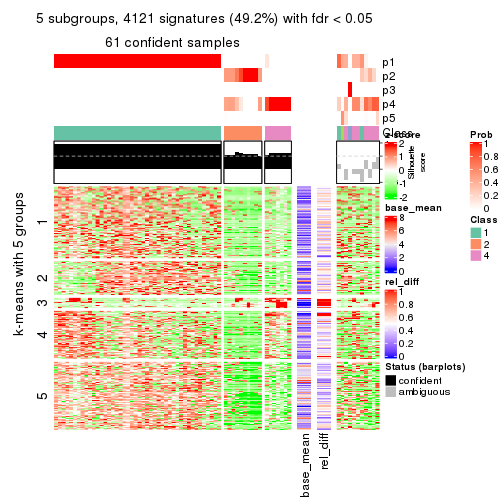 5 subgroups, 4121 signatures (49.2%) with fdr < 0.05
61 confident samples
p1
p2
p3
p4
p5
Class
z-score
2
1
0
-1
-2
Silhouette
score
Prob
1
0.8
0.6
0.4
0.2
0
base_mean
8
6
4
2
0
Class
1
2
4
rel_diff
1
0.8
0.6
0.4
0.2
0
Status (barplots)
confident
ambiguous
k-means with 5 groups
1
2
3
4
5
base_mean
rel_diff